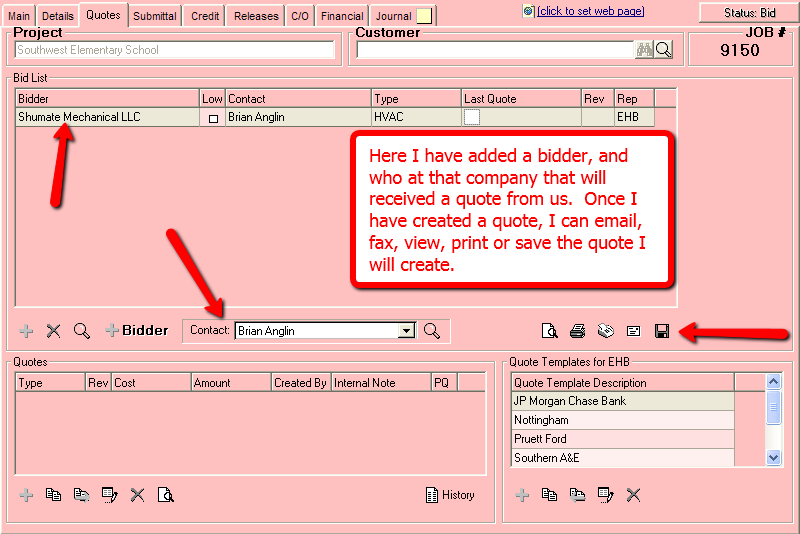 Main Details Quotes Submittal Credit Releases C/O Financial Journal (click to set web page) Status: Bid
Project Customer JOB #
Southwest Elementary School 9150
Bid List
Bidder Low Contact Type Last Quote Rev Rep
Shumate Mechanical LLC Brian Anglin HVAC EHB
Here I have added a bidder, and
who at that company that will
received a quote from us. Once I
have created a quote, I can email,
fax, view, print or save the quote I
will create.
Bidder Contact: Brian Anglin
Quotes
Type Rev Cost Amount Created By Internal Note PQ
History
Quote Templates for EHB
Quote Template Description
JP Morgan Chase Bank
Nottingham
Pruett Ford
Southern A&E